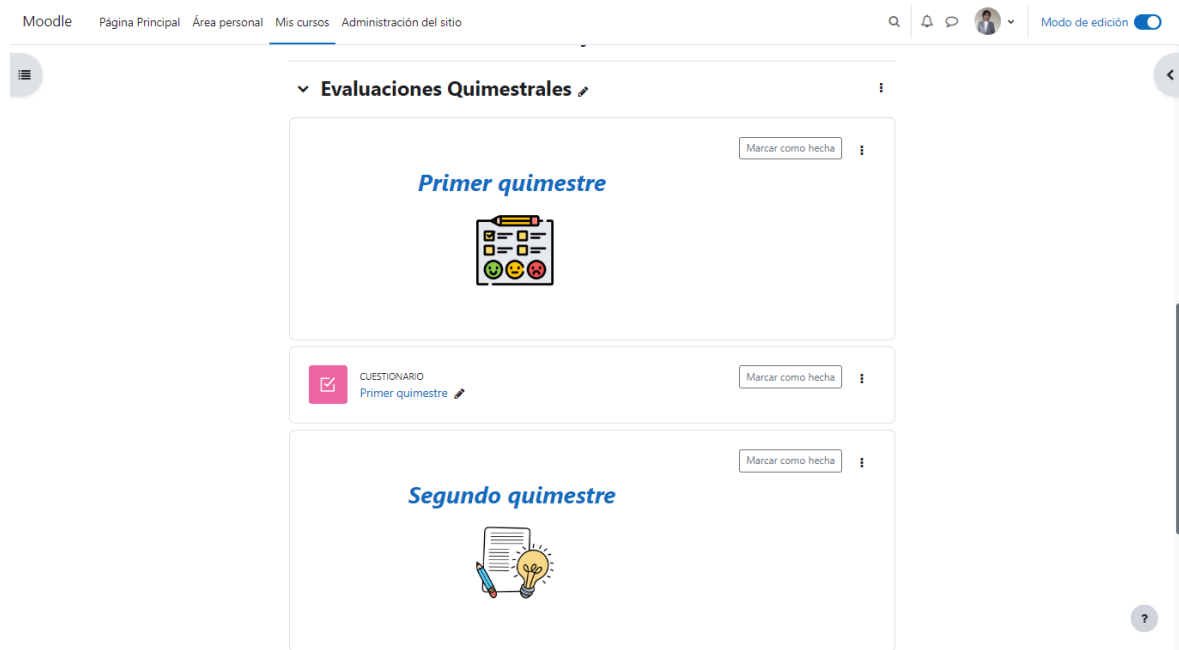 Moodle
Página Principal
Área personal
Mis cursos
Administración del sitio
Modo de edición
Evaluaciones Quimestrales
Marcar como hecha
Primer quimestre
CUESTIONARIO
Primer quimestre
Marcar como hecha
Marcar como hecha
Segundo quimestre
?